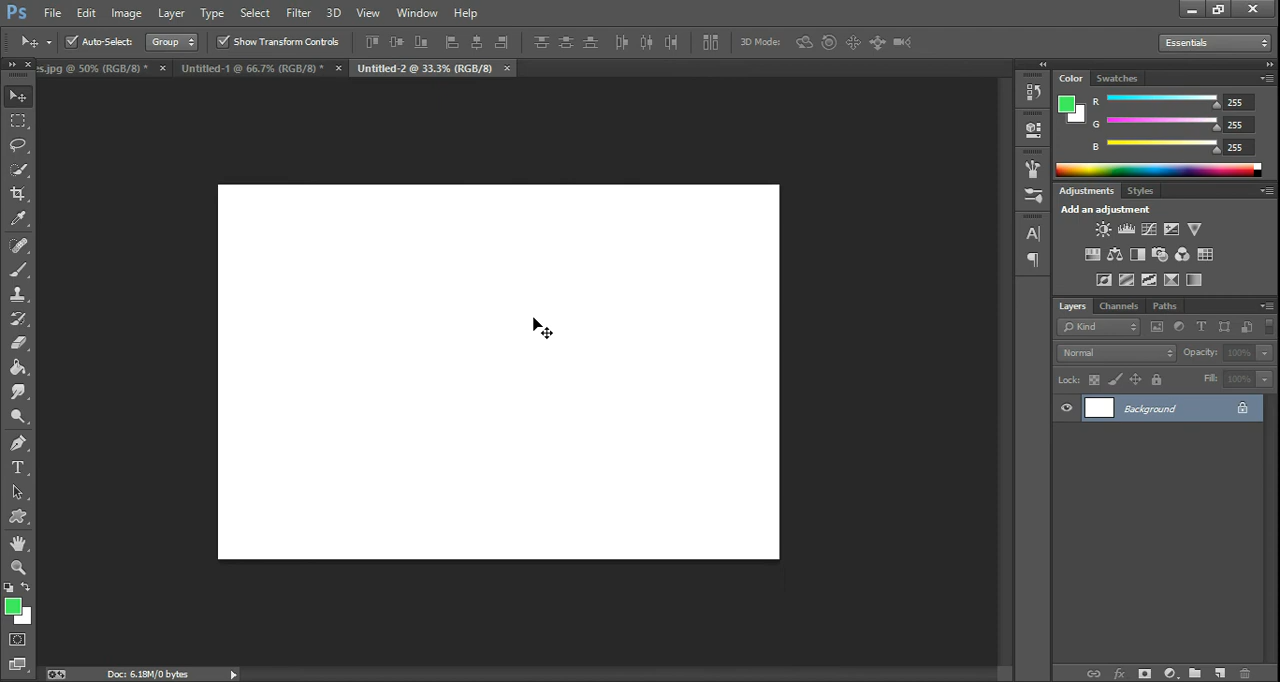 Ps File Edit Image Layer Type Select Filter 3D View Window Help
Auto-Select: Group Show Transform Controls 3D Mode: Essentials
es.jpg @ 50% (RGB/8) * × Untitled-1 @ 66.7% (RGB/8) * × Untitled-2 @ 33.3% (RGB/8) ×
Color Swatches
R 255
G 255
B 255
Adjustments Styles
Add an adjustment
Layers Channels Paths
Kind
Normal Opacity: 100%
Lock: Fill: 100%
Background
Doc: 6.18M/0 bytes